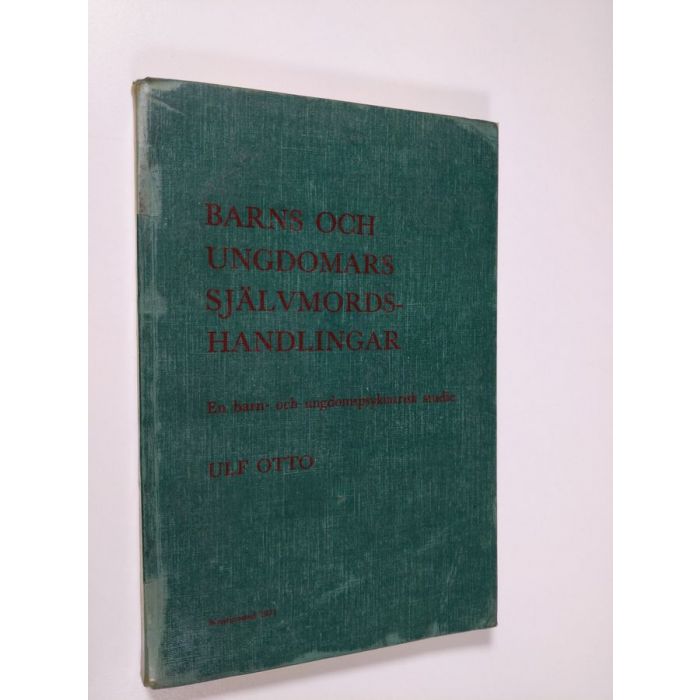 BARNS OCH
UNGDOMARS
SJÄLVMORDS-
HANDLINGAR
En barn- och ungdomspsykiatrisk studie
ULF OTTO